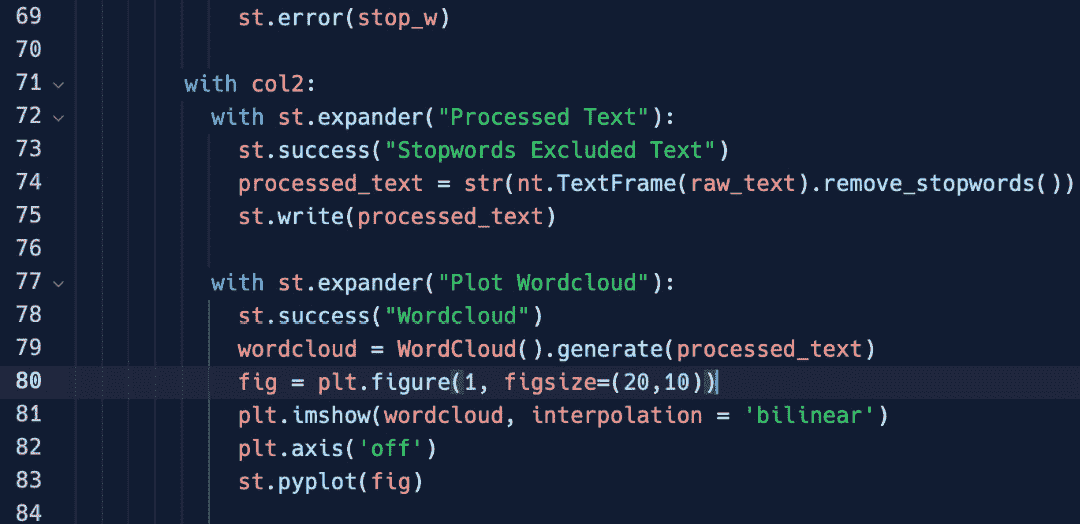 69 st.error(stop_w)
70
71 with col2:
72 with st.expander("Processed Text"):
73 st.success("Stopwords Excluded Text")
74 processed_text = str(nt.TextFrame(raw_text).remove_stopwords())
75 st.write(processed_text)
76
77 with st.expander("Plot Wordcloud"):
78 st.success("Wordcloud")
79 wordcloud = WordCloud().generate(processed_text)
80 fig = plt.figure(1, figsize=(20,10))
81 plt.imshow(wordcloud, interpolation = 'bilinear')
82 plt.axis('off')
83 st.pyplot(fig)
84